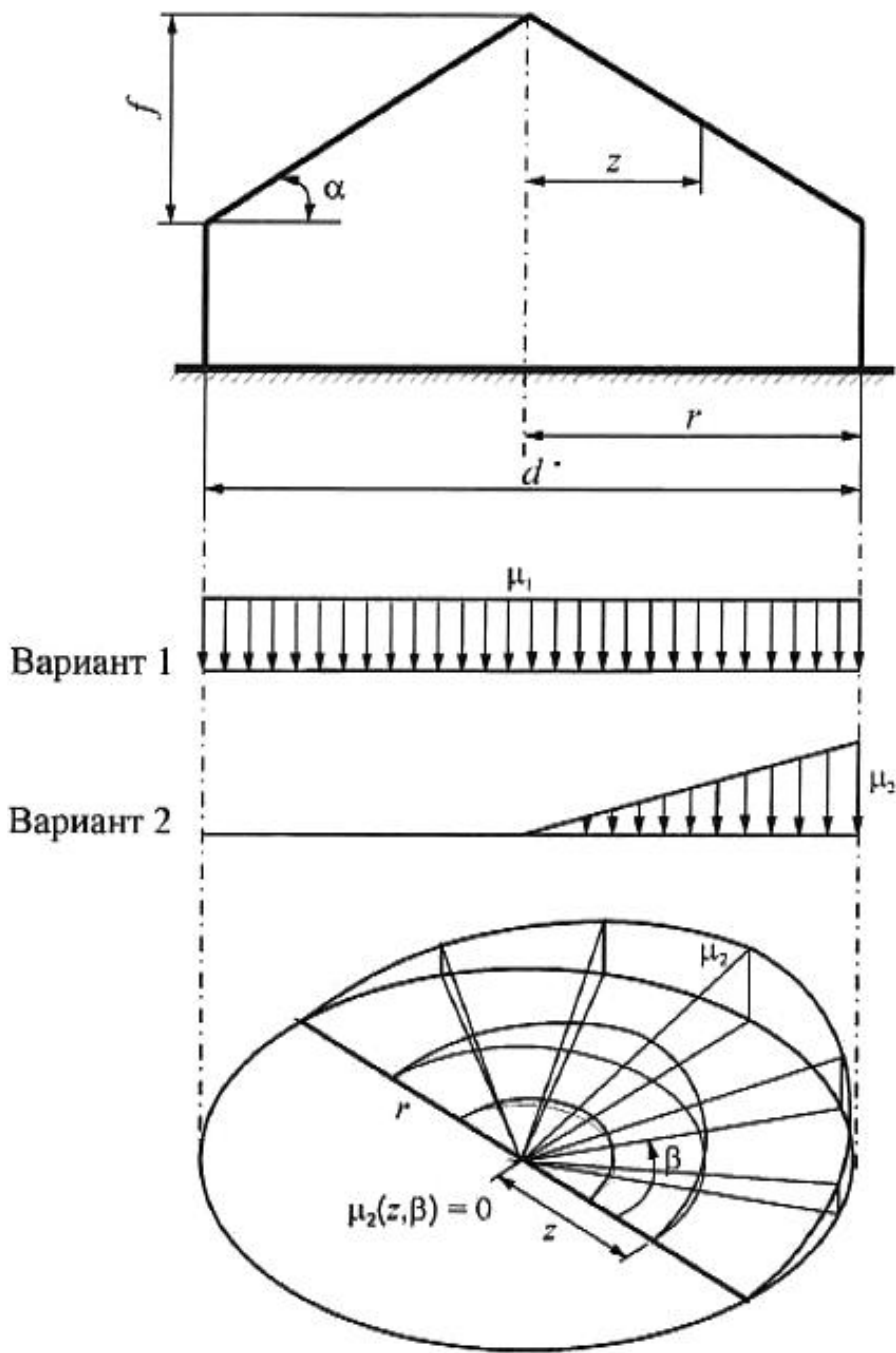 f
α
z
r
d
μ₁
Вариант 1
μ₂
Вариант 2
μ₂
r
β
μ₂(z,β) = 0
z